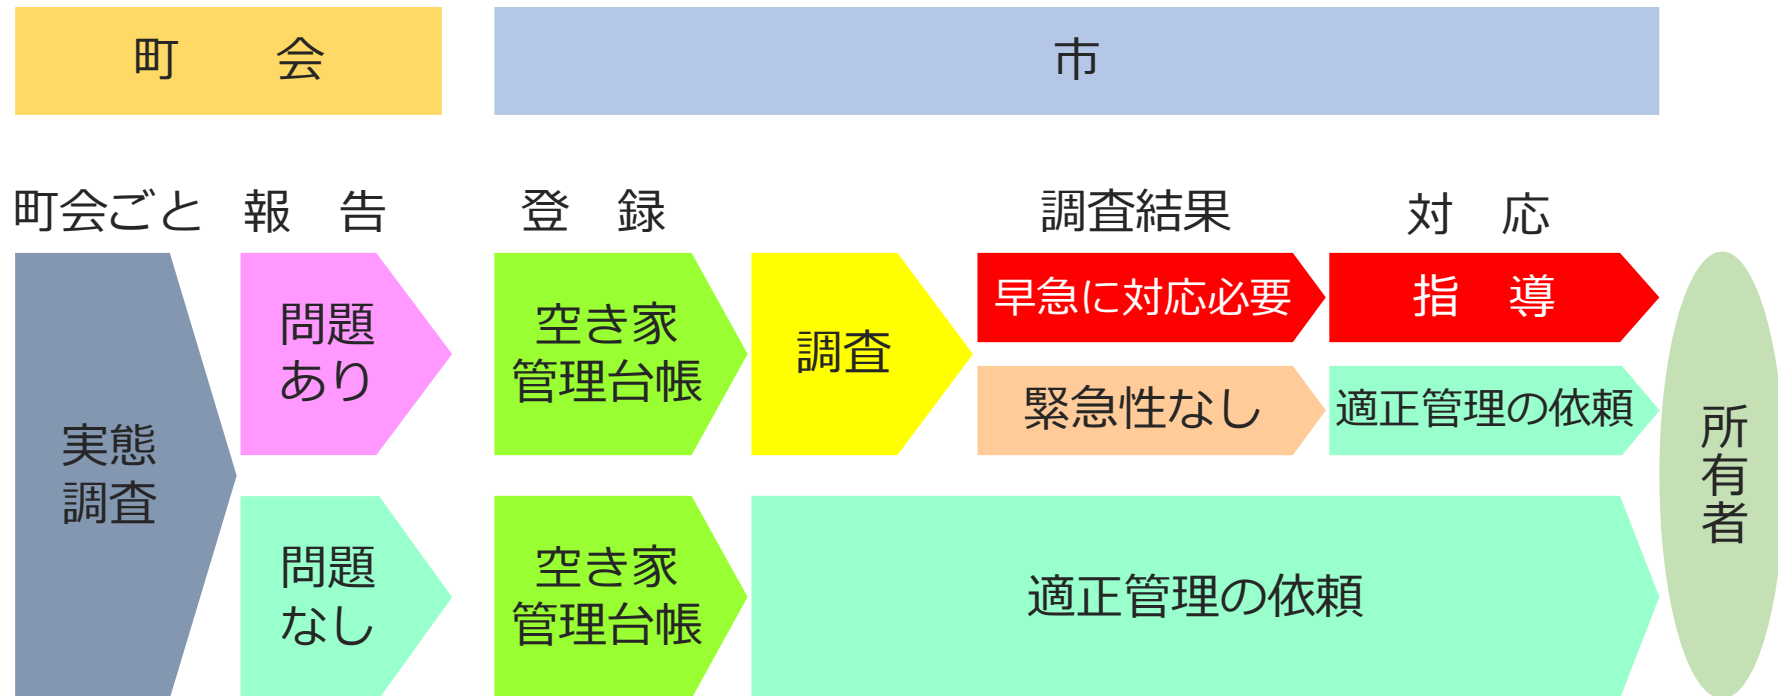 町　会
市
町会ごと
報　告
登　録
調査結果
対　応
実態
調査
問題
あり
空き家
管理台帳
調査
早急に対応必要
指　導
緊急性なし
適正管理の依頼
問題
なし
空き家
管理台帳
適正管理の依頼
所有者